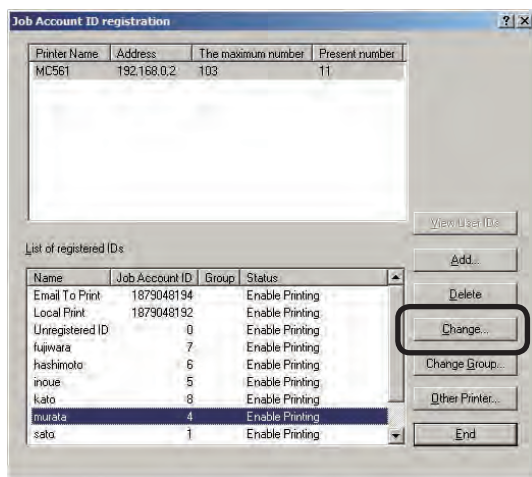 Job Account ID registration
Printer Name Address The maximum number Present number
MC561 192.168.0.2 103 11
View User IDs
List of registered IDs
Add...
Name Job Account ID Group Status
Email To Print 1879048194 Enable Printing
Delete
Local Print 1879048192 Enable Printing
Unregistered ID 0 Enable Printing
Change...
fujiwara 7 Enable Printing
hashimoto 6 Enable Printing
Change Group...
inoue 5 Enable Printing
kato 8 Enable Printing
Other Printer...
murata 4 Enable Printing
sato 1 Enable Printing
End